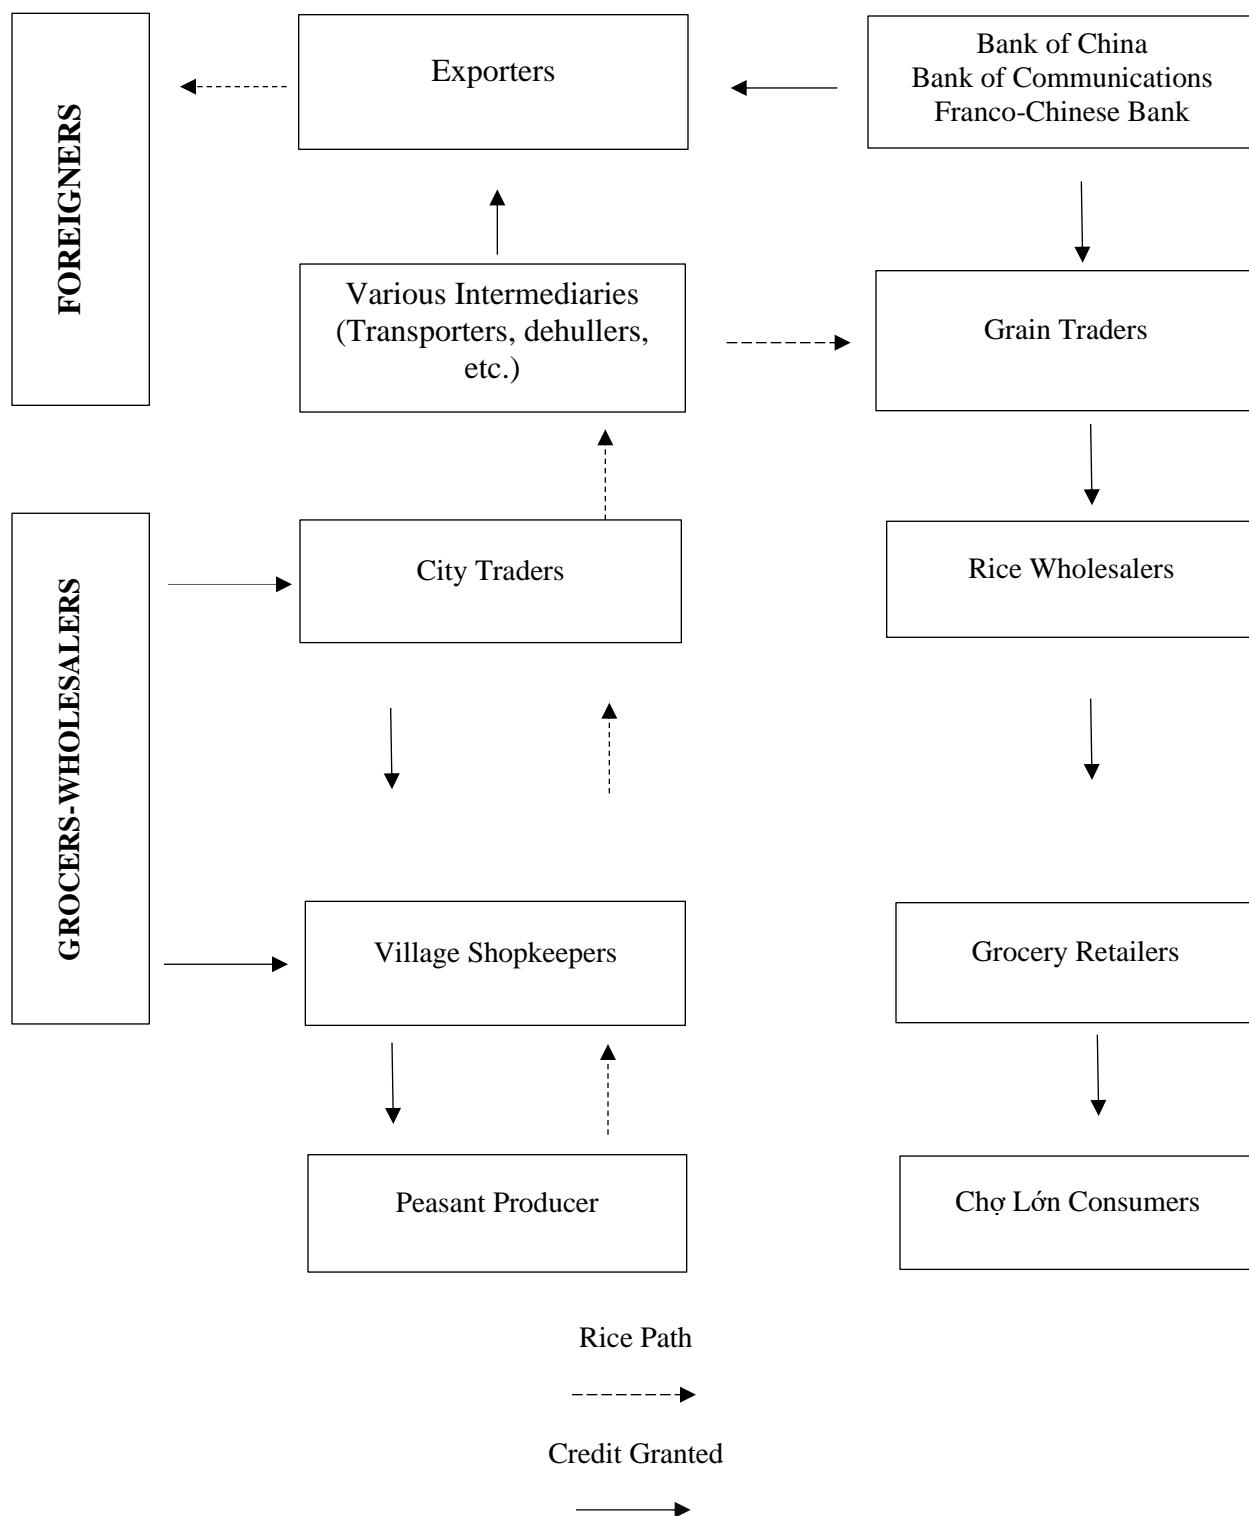 FOREIGNERS
Exporters
Bank of China
Bank of Communications
Franco-Chinese Bank
Various Intermediaries
(Transporters, dehullers,
etc.)
Grain Traders
GROCERS-WHOLESALERS
City Traders
Rice Wholesalers
Village Shopkeepers
Grocery Retailers
Peasant Producer
Chợ Lớn Consumers
Rice Path
Credit Granted